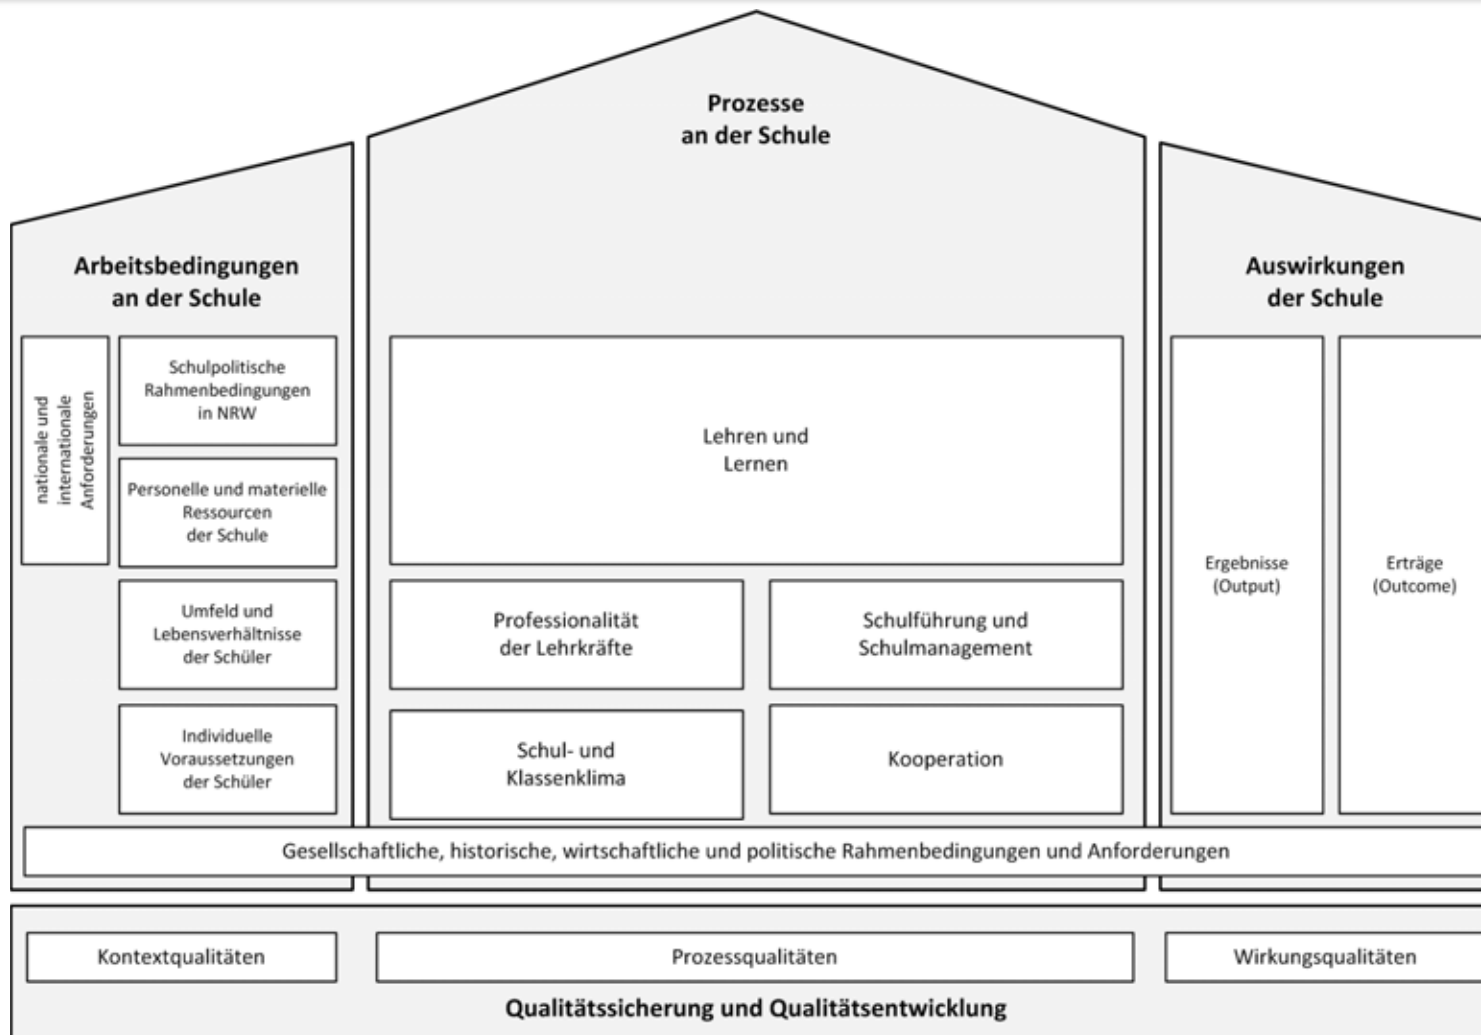 Prozesse
an der Schule
Arbeitsbedingungen
an der Schule
nationale und
internationale
Anforderungen
Schulpolitische
Rahmenbedingungen
in NRW
Personelle und materielle
Ressourcen
der Schule
Umfeld und
Lebensverhältnisse
der Schüler
Individuelle
Voraussetzungen
der Schüler
Lehren und
Lernen
Professionalität
der Lehrkräfte
Schulführung und
Schulmanagement
Schul- und
Klassenklima
Kooperation
Auswirkungen
der Schule
Ergebnisse
(Output)
Erträge
(Outcome)
Gesellschaftliche, historische, wirtschaftliche und politische Rahmenbedingungen und Anforderungen
Kontextqualitäten
Prozessqualitäten
Wirkungsqualitäten
Qualitätssicherung und Qualitätsentwicklung